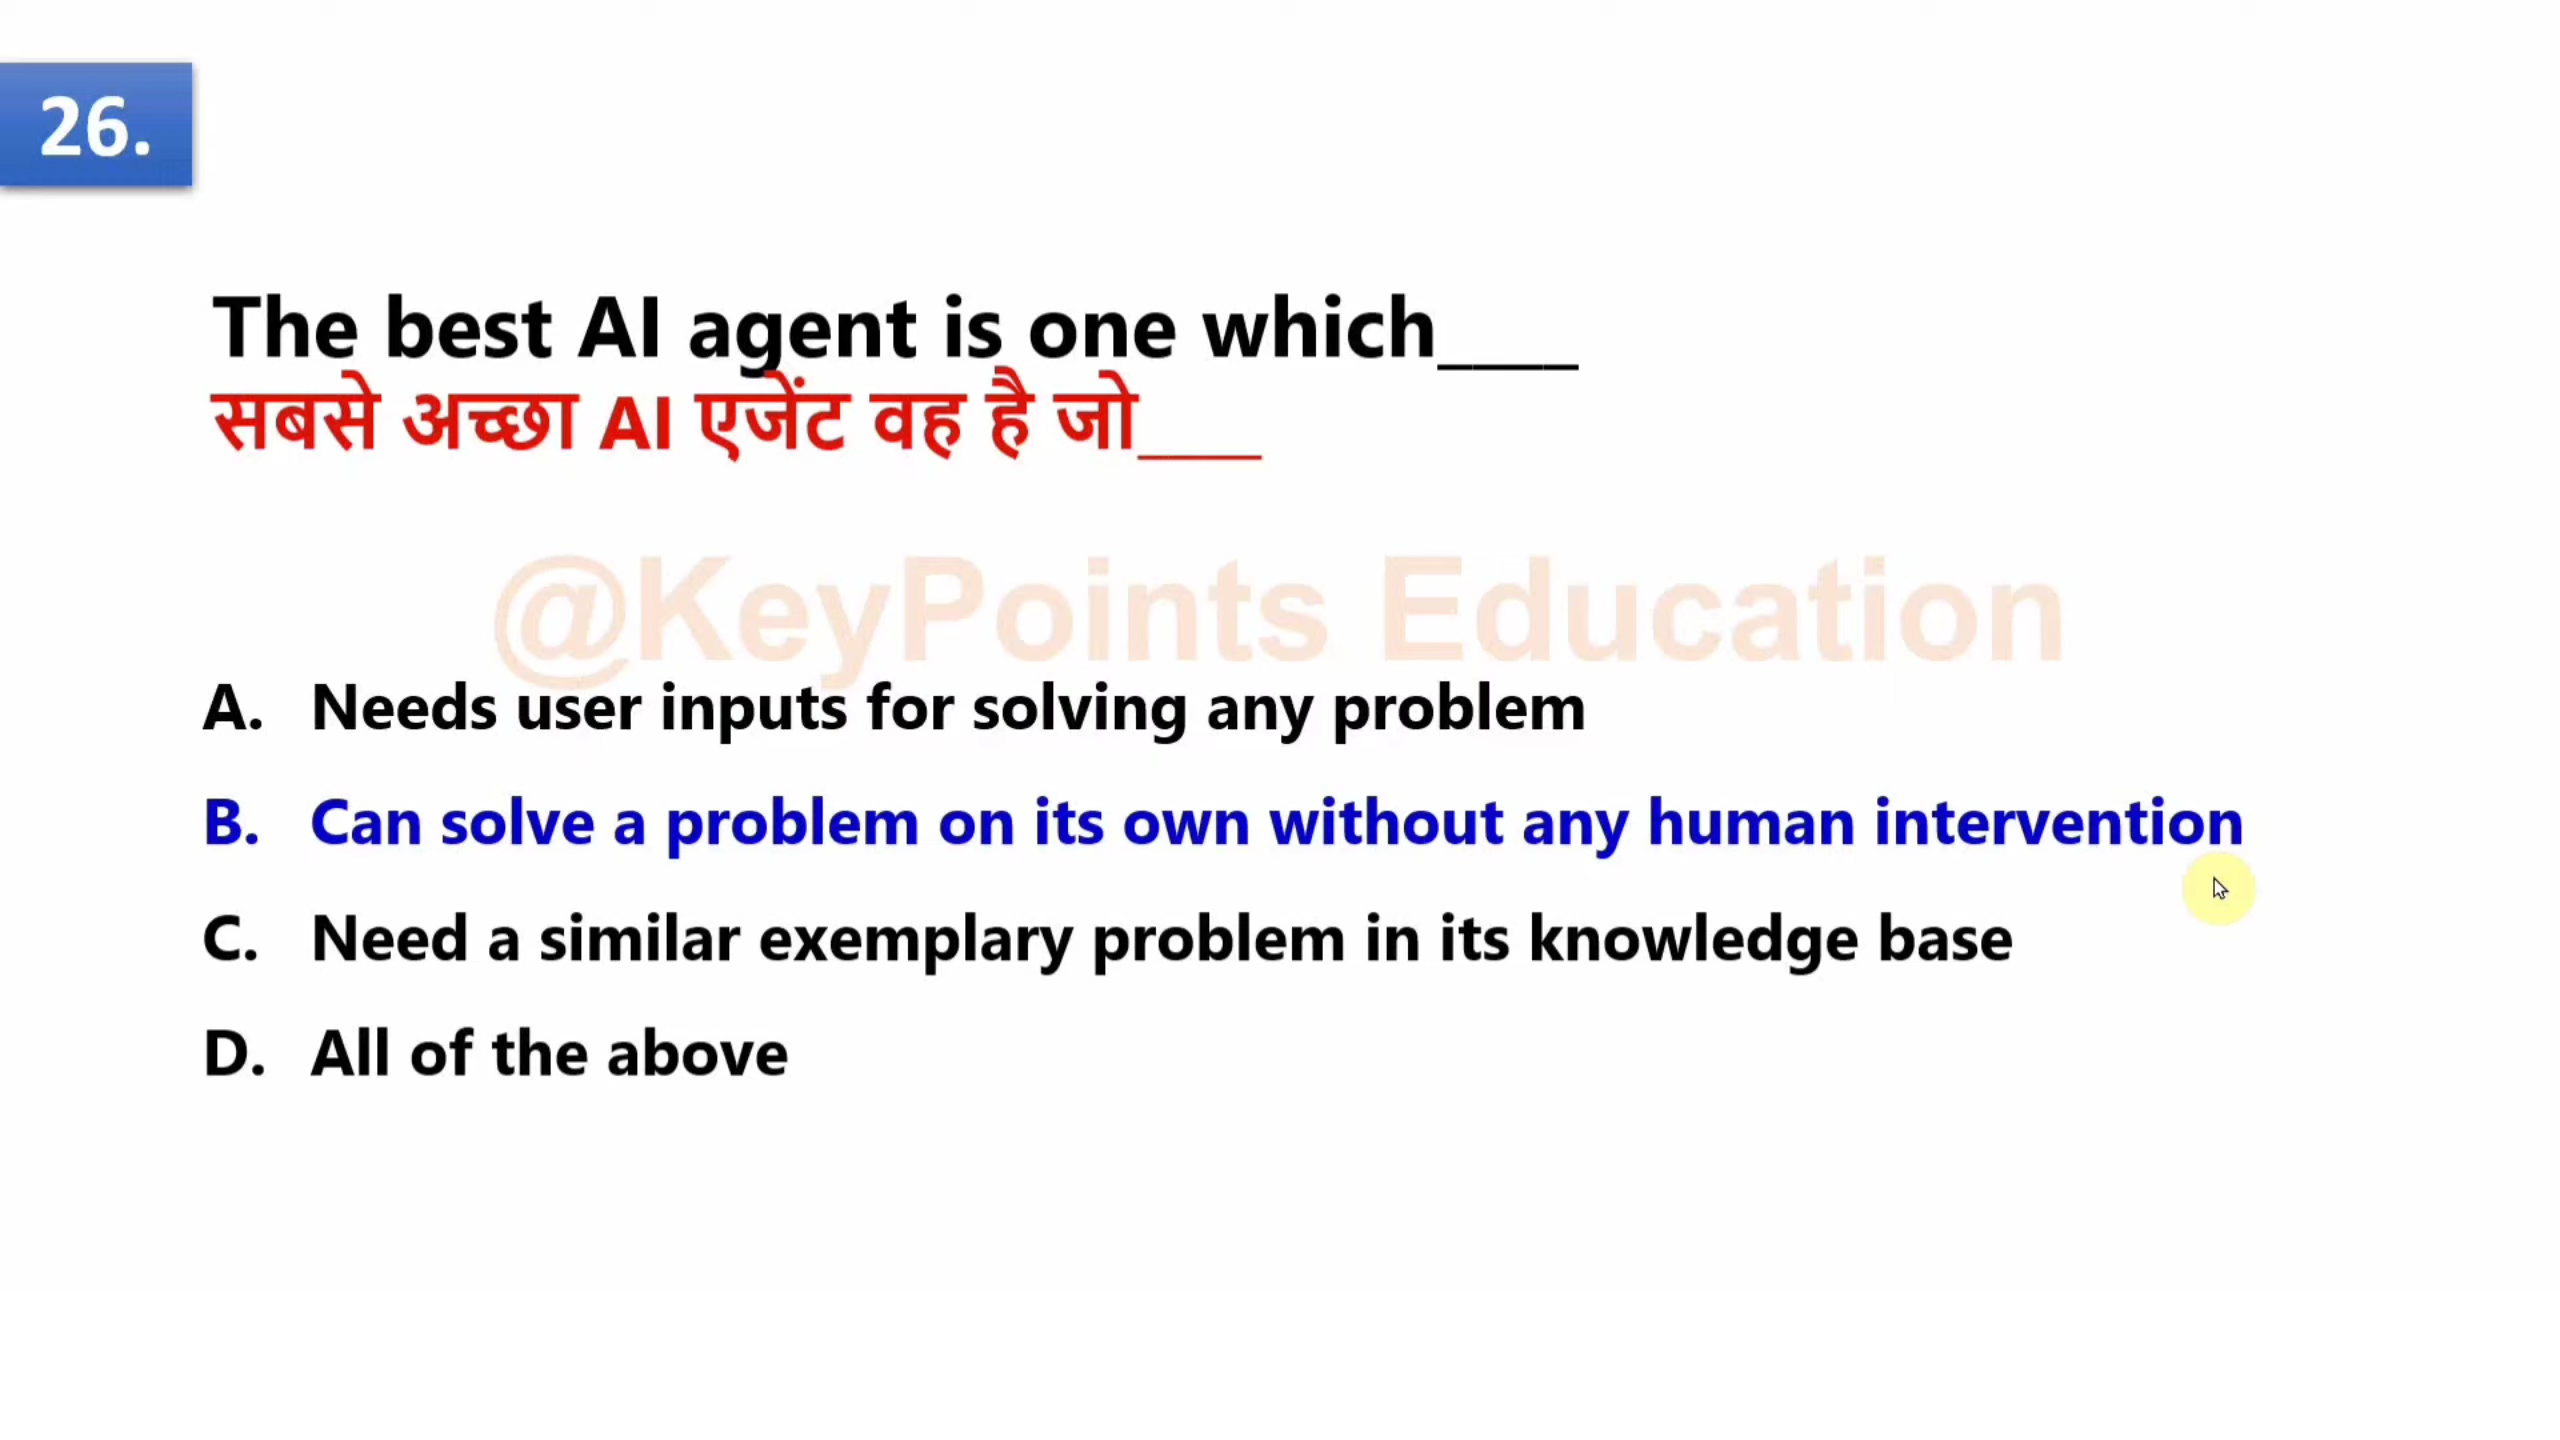 26.
The best AI agent is one which____
सबसे अच्छा AI एजेंट वह है जो____
@KeyPoints Education
A. Needs user inputs for solving any problem
B. Can solve a problem on its own without any human intervention
C. Need a similar exemplary problem in its knowledge base
D. All of the above